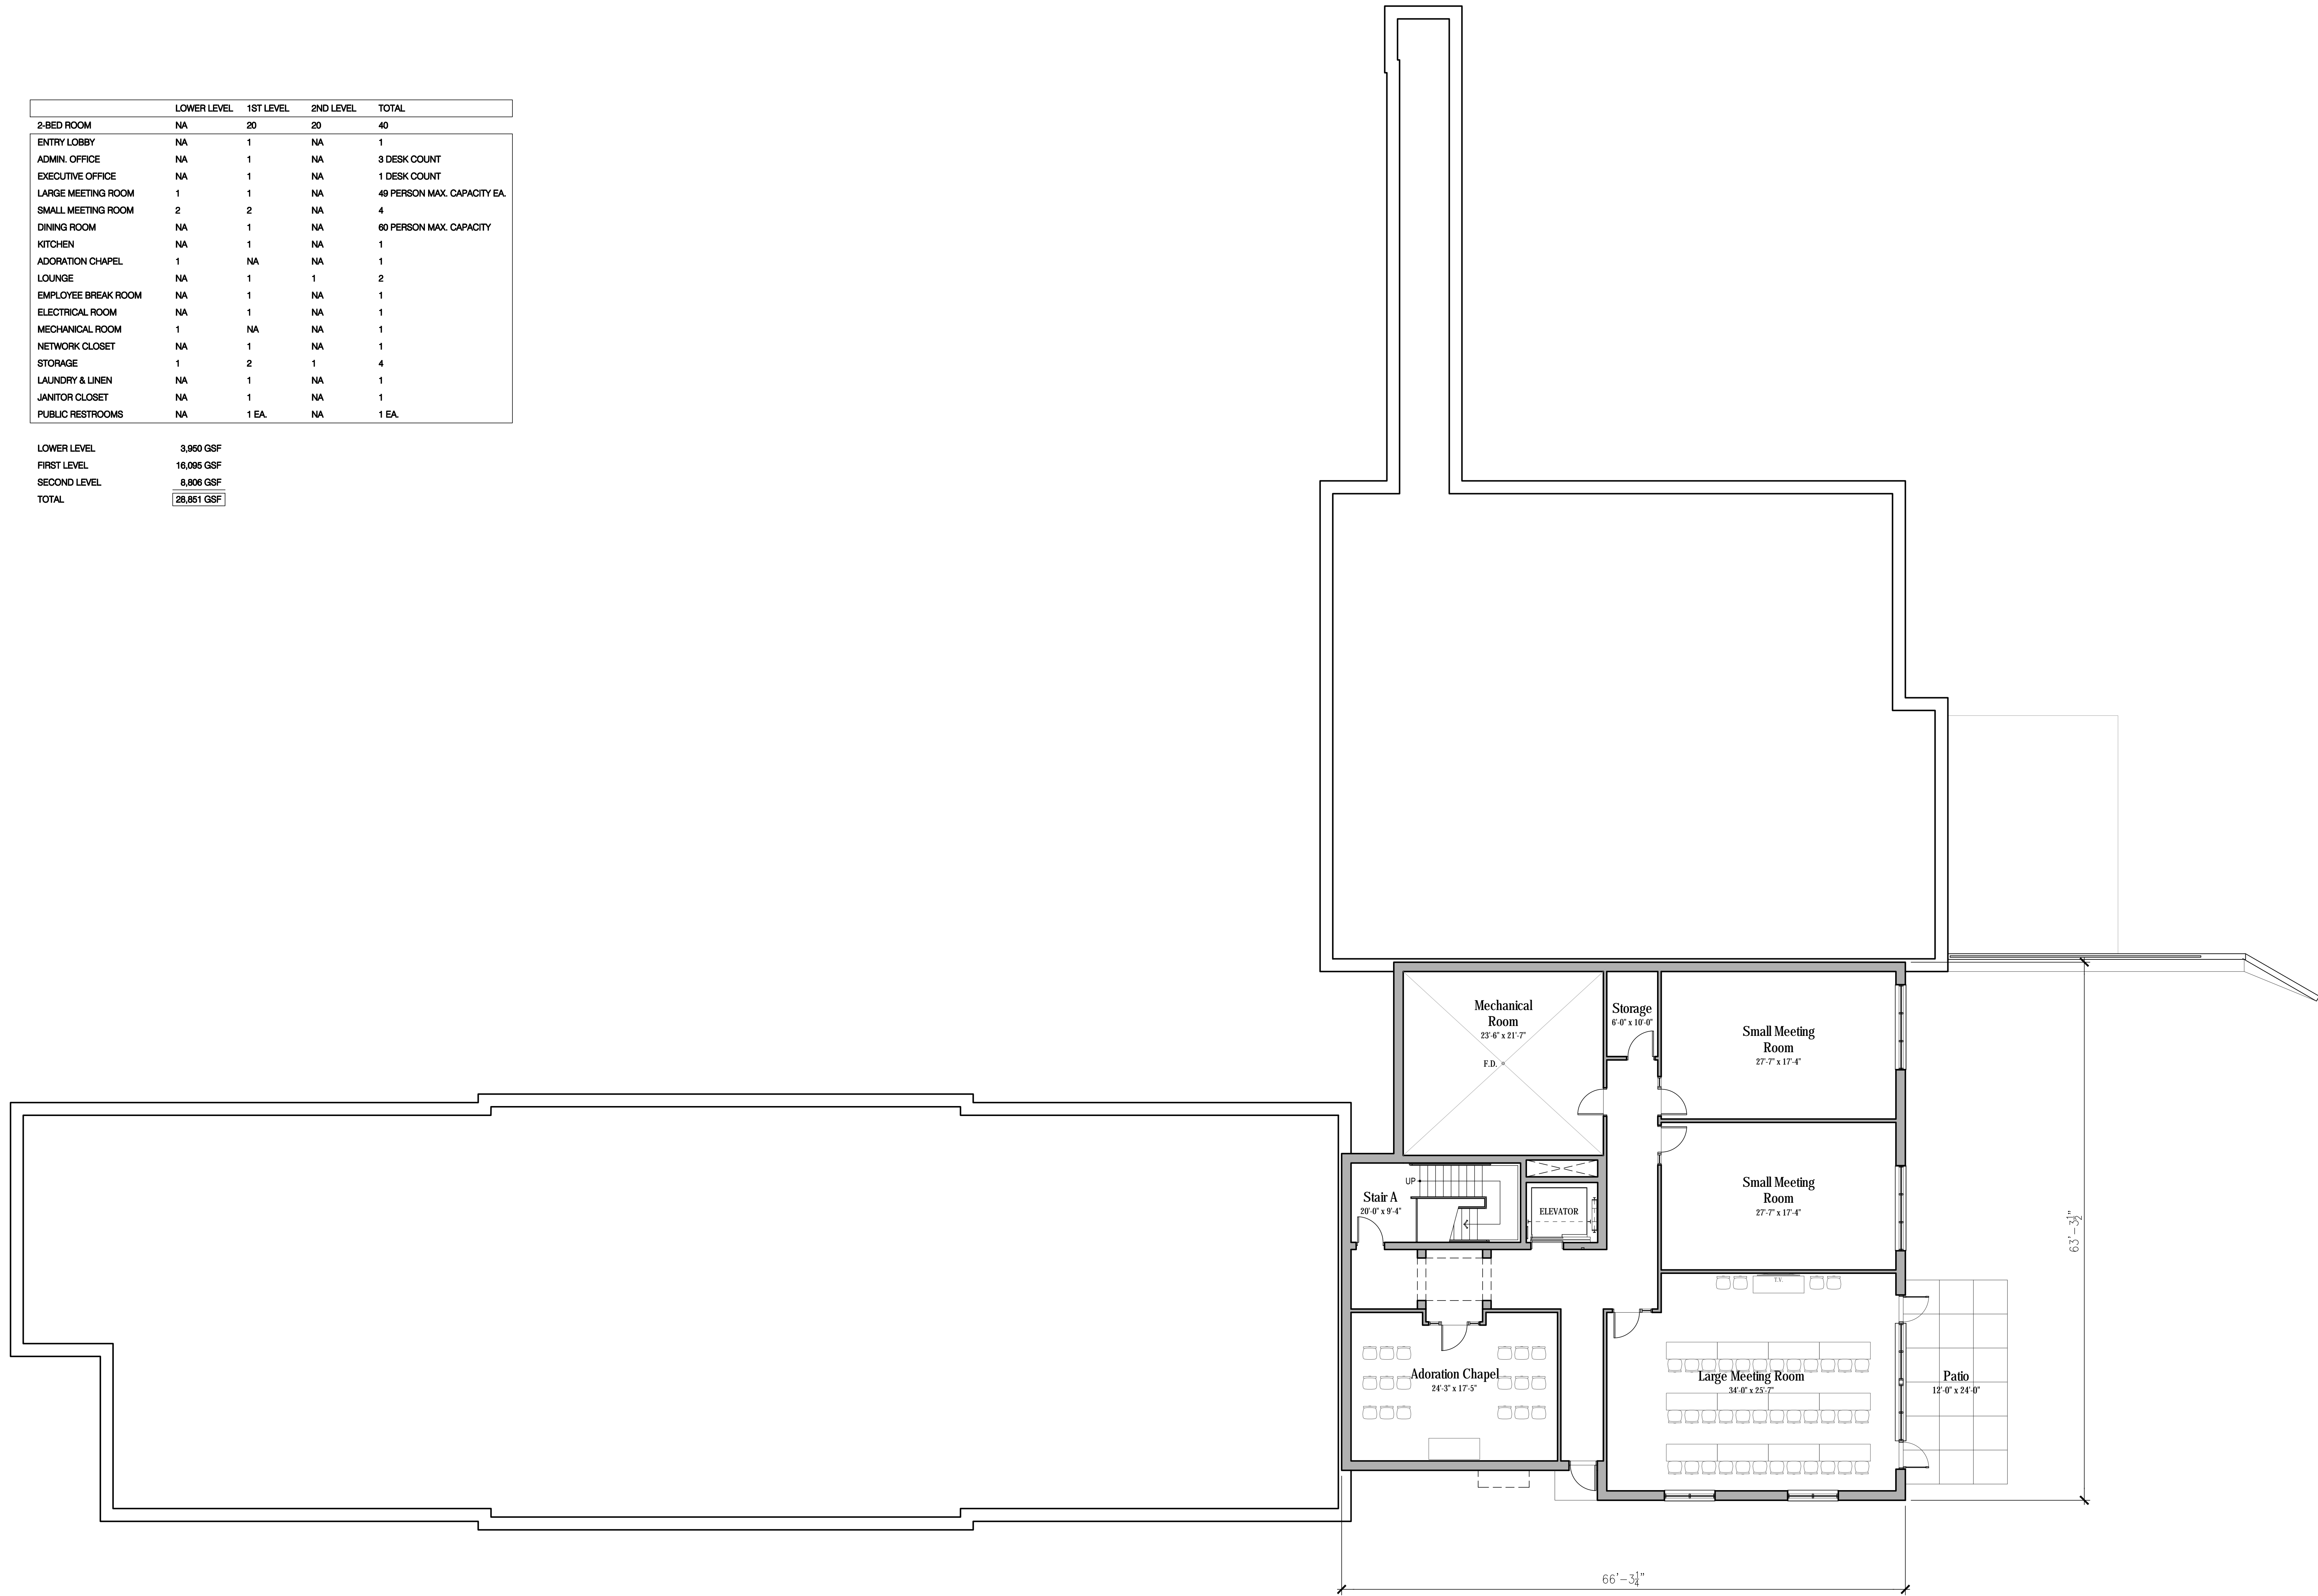 LOWER LEVEL 1ST LEVEL 2ND LEVEL TOTAL
2-BED ROOM NA 20 20 40
ENTRY LOBBY NA 1 NA 1
ADMIN. OFFICE NA 1 NA 3 DESK COUNT
EXECUTIVE OFFICE NA 1 NA 1 DESK COUNT
LARGE MEETING ROOM 1 1 NA 49 PERSON MAX. CAPACITY EA.
SMALL MEETING ROOM 2 2 NA 4
DINING ROOM NA 1 NA 60 PERSON MAX. CAPACITY
KITCHEN NA 1 NA 1
ADORATION CHAPEL 1 NA NA 1
LOUNGE NA 1 1 2
EMPLOYEE BREAK ROOM NA 1 NA 1
ELECTRICAL ROOM NA 1 NA 1
MECHANICAL ROOM 1 NA NA 1
NETWORK CLOSET NA 1 NA 1
STORAGE 1 2 1 4
LAUNDRY & LINEN NA 1 NA 1
JANITOR CLOSET NA 1 NA 1
PUBLIC RESTROOMS NA 1 EA. NA 1 EA.
LOWER LEVEL 3,950 GSF
FIRST LEVEL 16,095 GSF
SECOND LEVEL 8,806 GSF
TOTAL 28,851 GSF
Mechanical
Room
23'-6" x 21'-7"
F.D.
Storage
6'-0" x 10'-0"
Small Meeting
Room
27'-7" x 17'-4"
UP
Stair A
20'-0" x 9'-4"
ELEVATOR
Small Meeting
Room
27'-7" x 17'-4"
63'-3½"
T.V.
Adoration Chapel
24'-3" x 17'-5"
Large Meeting Room
34'-0" x 25'-7"
Patio
12'-0" x 24'-0"
66'-3¼"